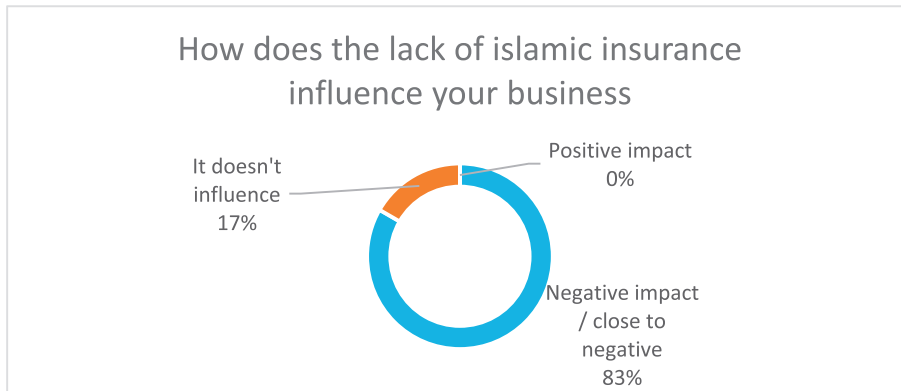 How does the lack of islamic insurance
influence your business
Positive impact
0%
It doesn't
influence
17%
Negative impact
/ close to
negative
83%